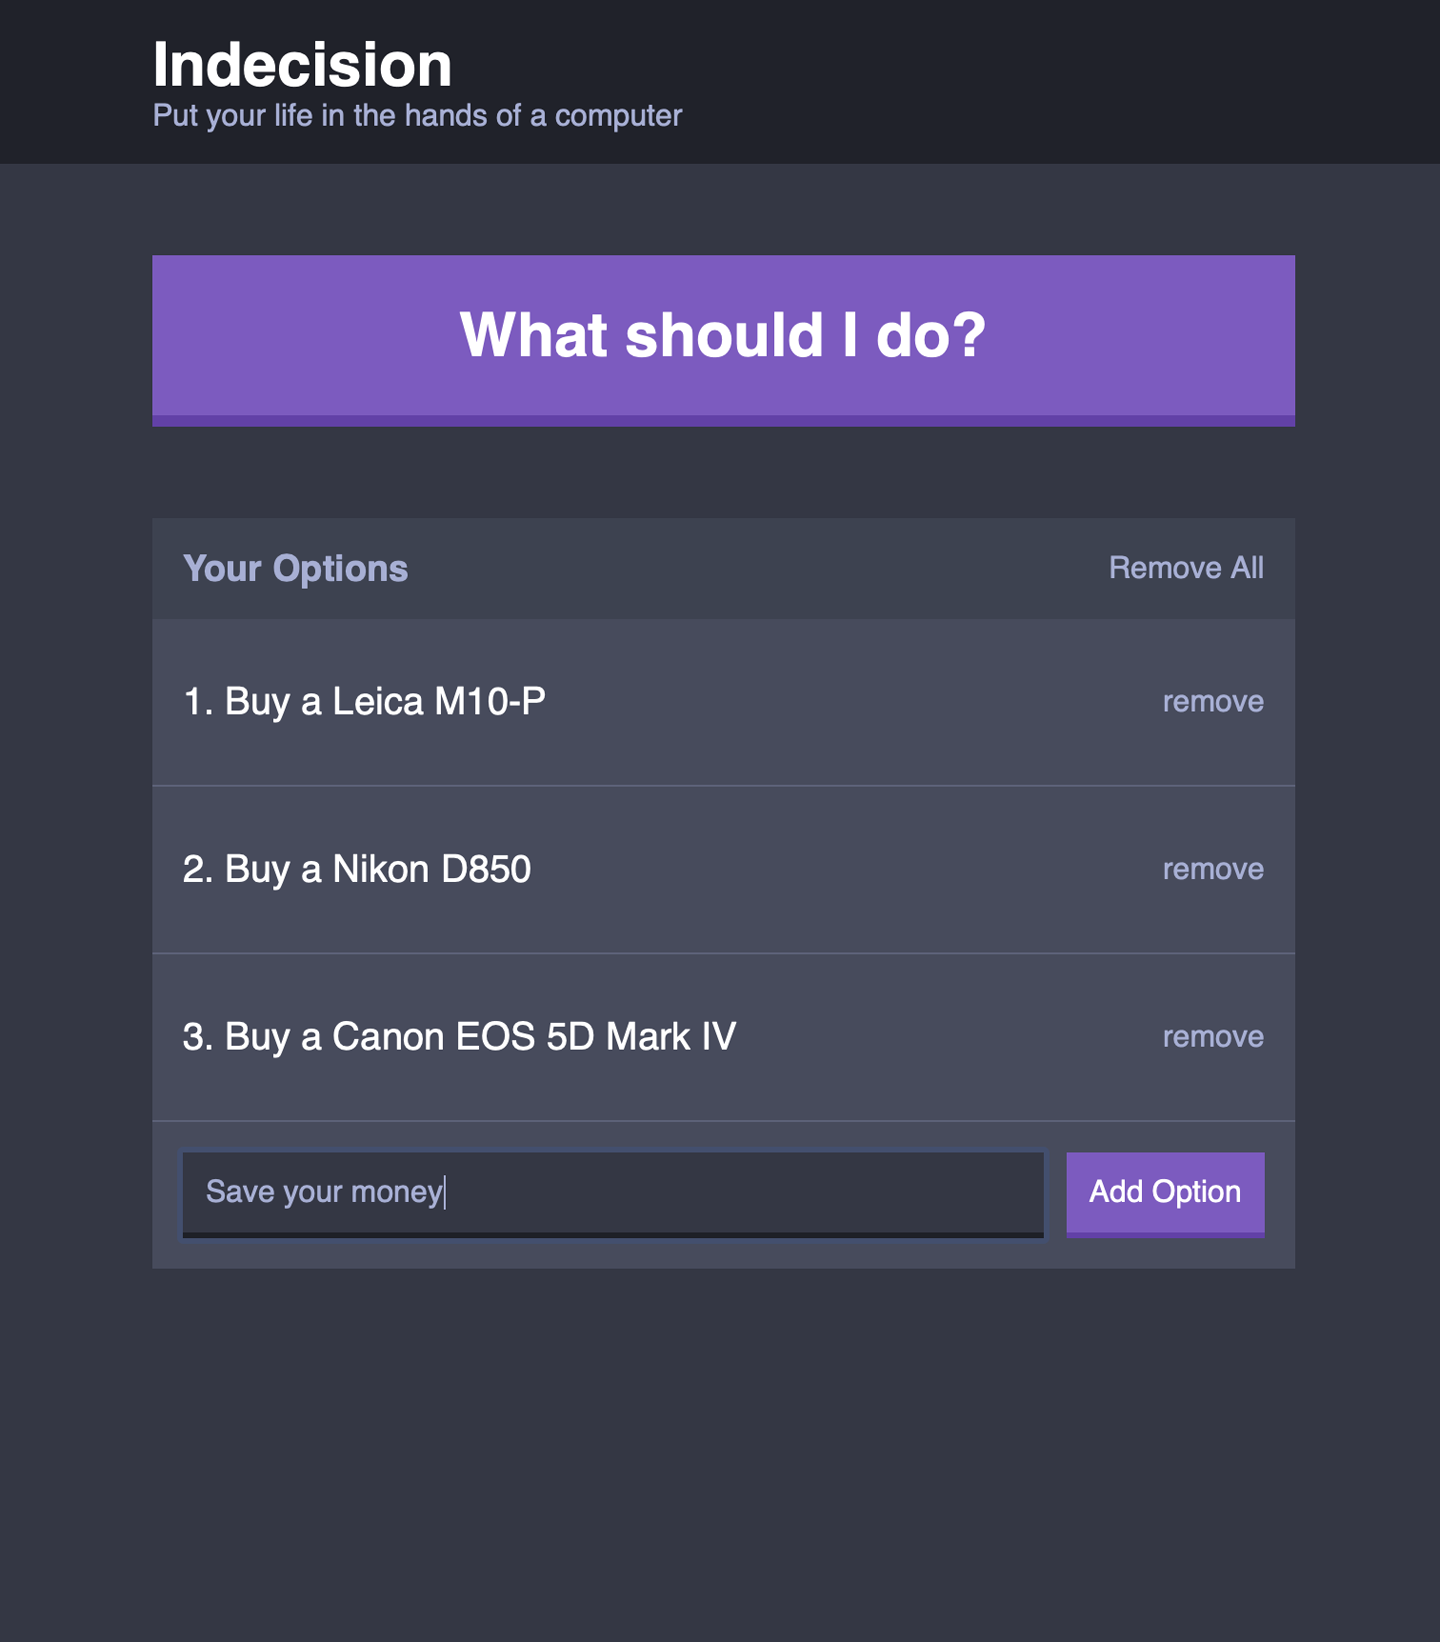 Indecision
Put your life in the hands of a computer
What should I do?
Your Options
Remove All
1. Buy a Leica M10-P
remove
2. Buy a Nikon D850
remove
3. Buy a Canon EOS 5D Mark IV
remove
Save your money
Add Option